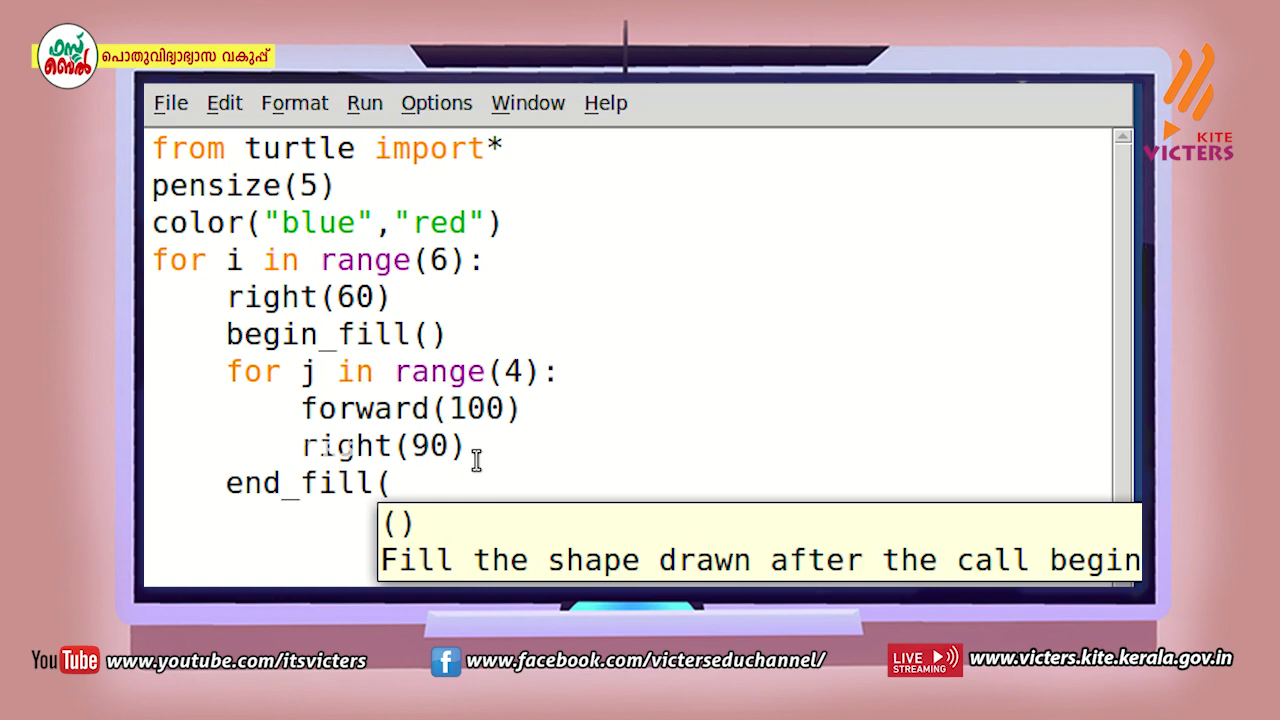 ഫസ്റ്റ്
ബെൽ
പൊതുവിദ്യാഭ്യാസ വകുപ്പ്
KITE
VICTERS
File Edit Format Run Options Window Help
from turtle import*
pensize(5)
color("blue","red")
for i in range(6):
    right(60)
    begin_fill()
    for j in range(4):
        forward(100)
        right(90)
    end_fill(
()
Fill the shape drawn after the call begin
YouTube www.youtube.com/itsvicters
f www.facebook.com/victerseduchannel/
LIVE STREAMING www.victers.kite.kerala.gov.in